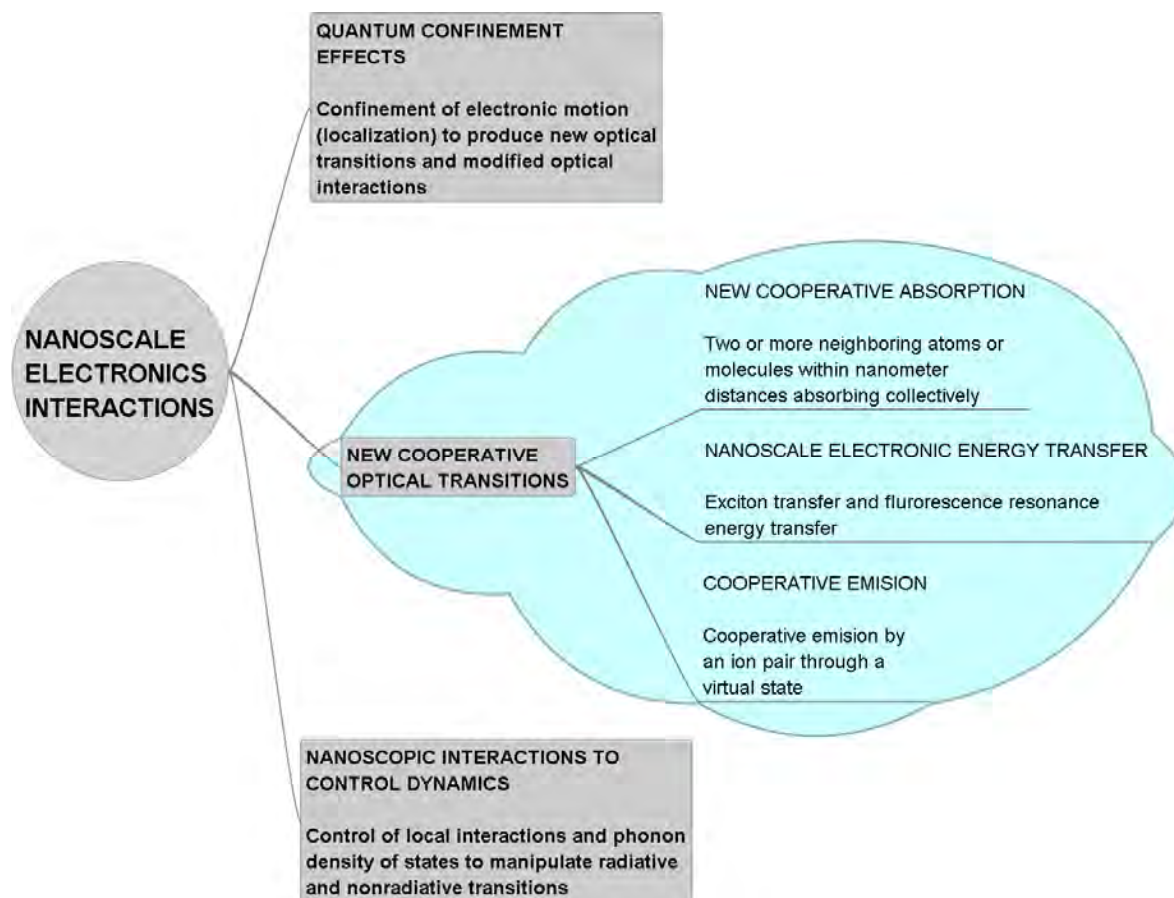 QUANTUM CONFINEMENT
EFFECTS
Confinement of electronic motion
(localization) to produce new optical
transitions and modified optical
interactions
NANOSCALE
ELECTRONICS
INTERACTIONS
NEW COOPERATIVE
OPTICAL TRANSITIONS
NEW COOPERATIVE ABSORPTION
Two or more neighboring atoms or
molecules within nanometer
distances absorbing collectively
NANOSCALE ELECTRONIC ENERGY TRANSFER
Exciton transfer and flurorescence resonance
energy transfer
COOPERATIVE EMISION
Cooperative emision by
an ion pair through a
virtual state
NANOSCOPIC INTERACTIONS TO
CONTROL DYNAMICS
Control of local interactions and phonon
density of states to manipulate radiative
and nonradiative transitions